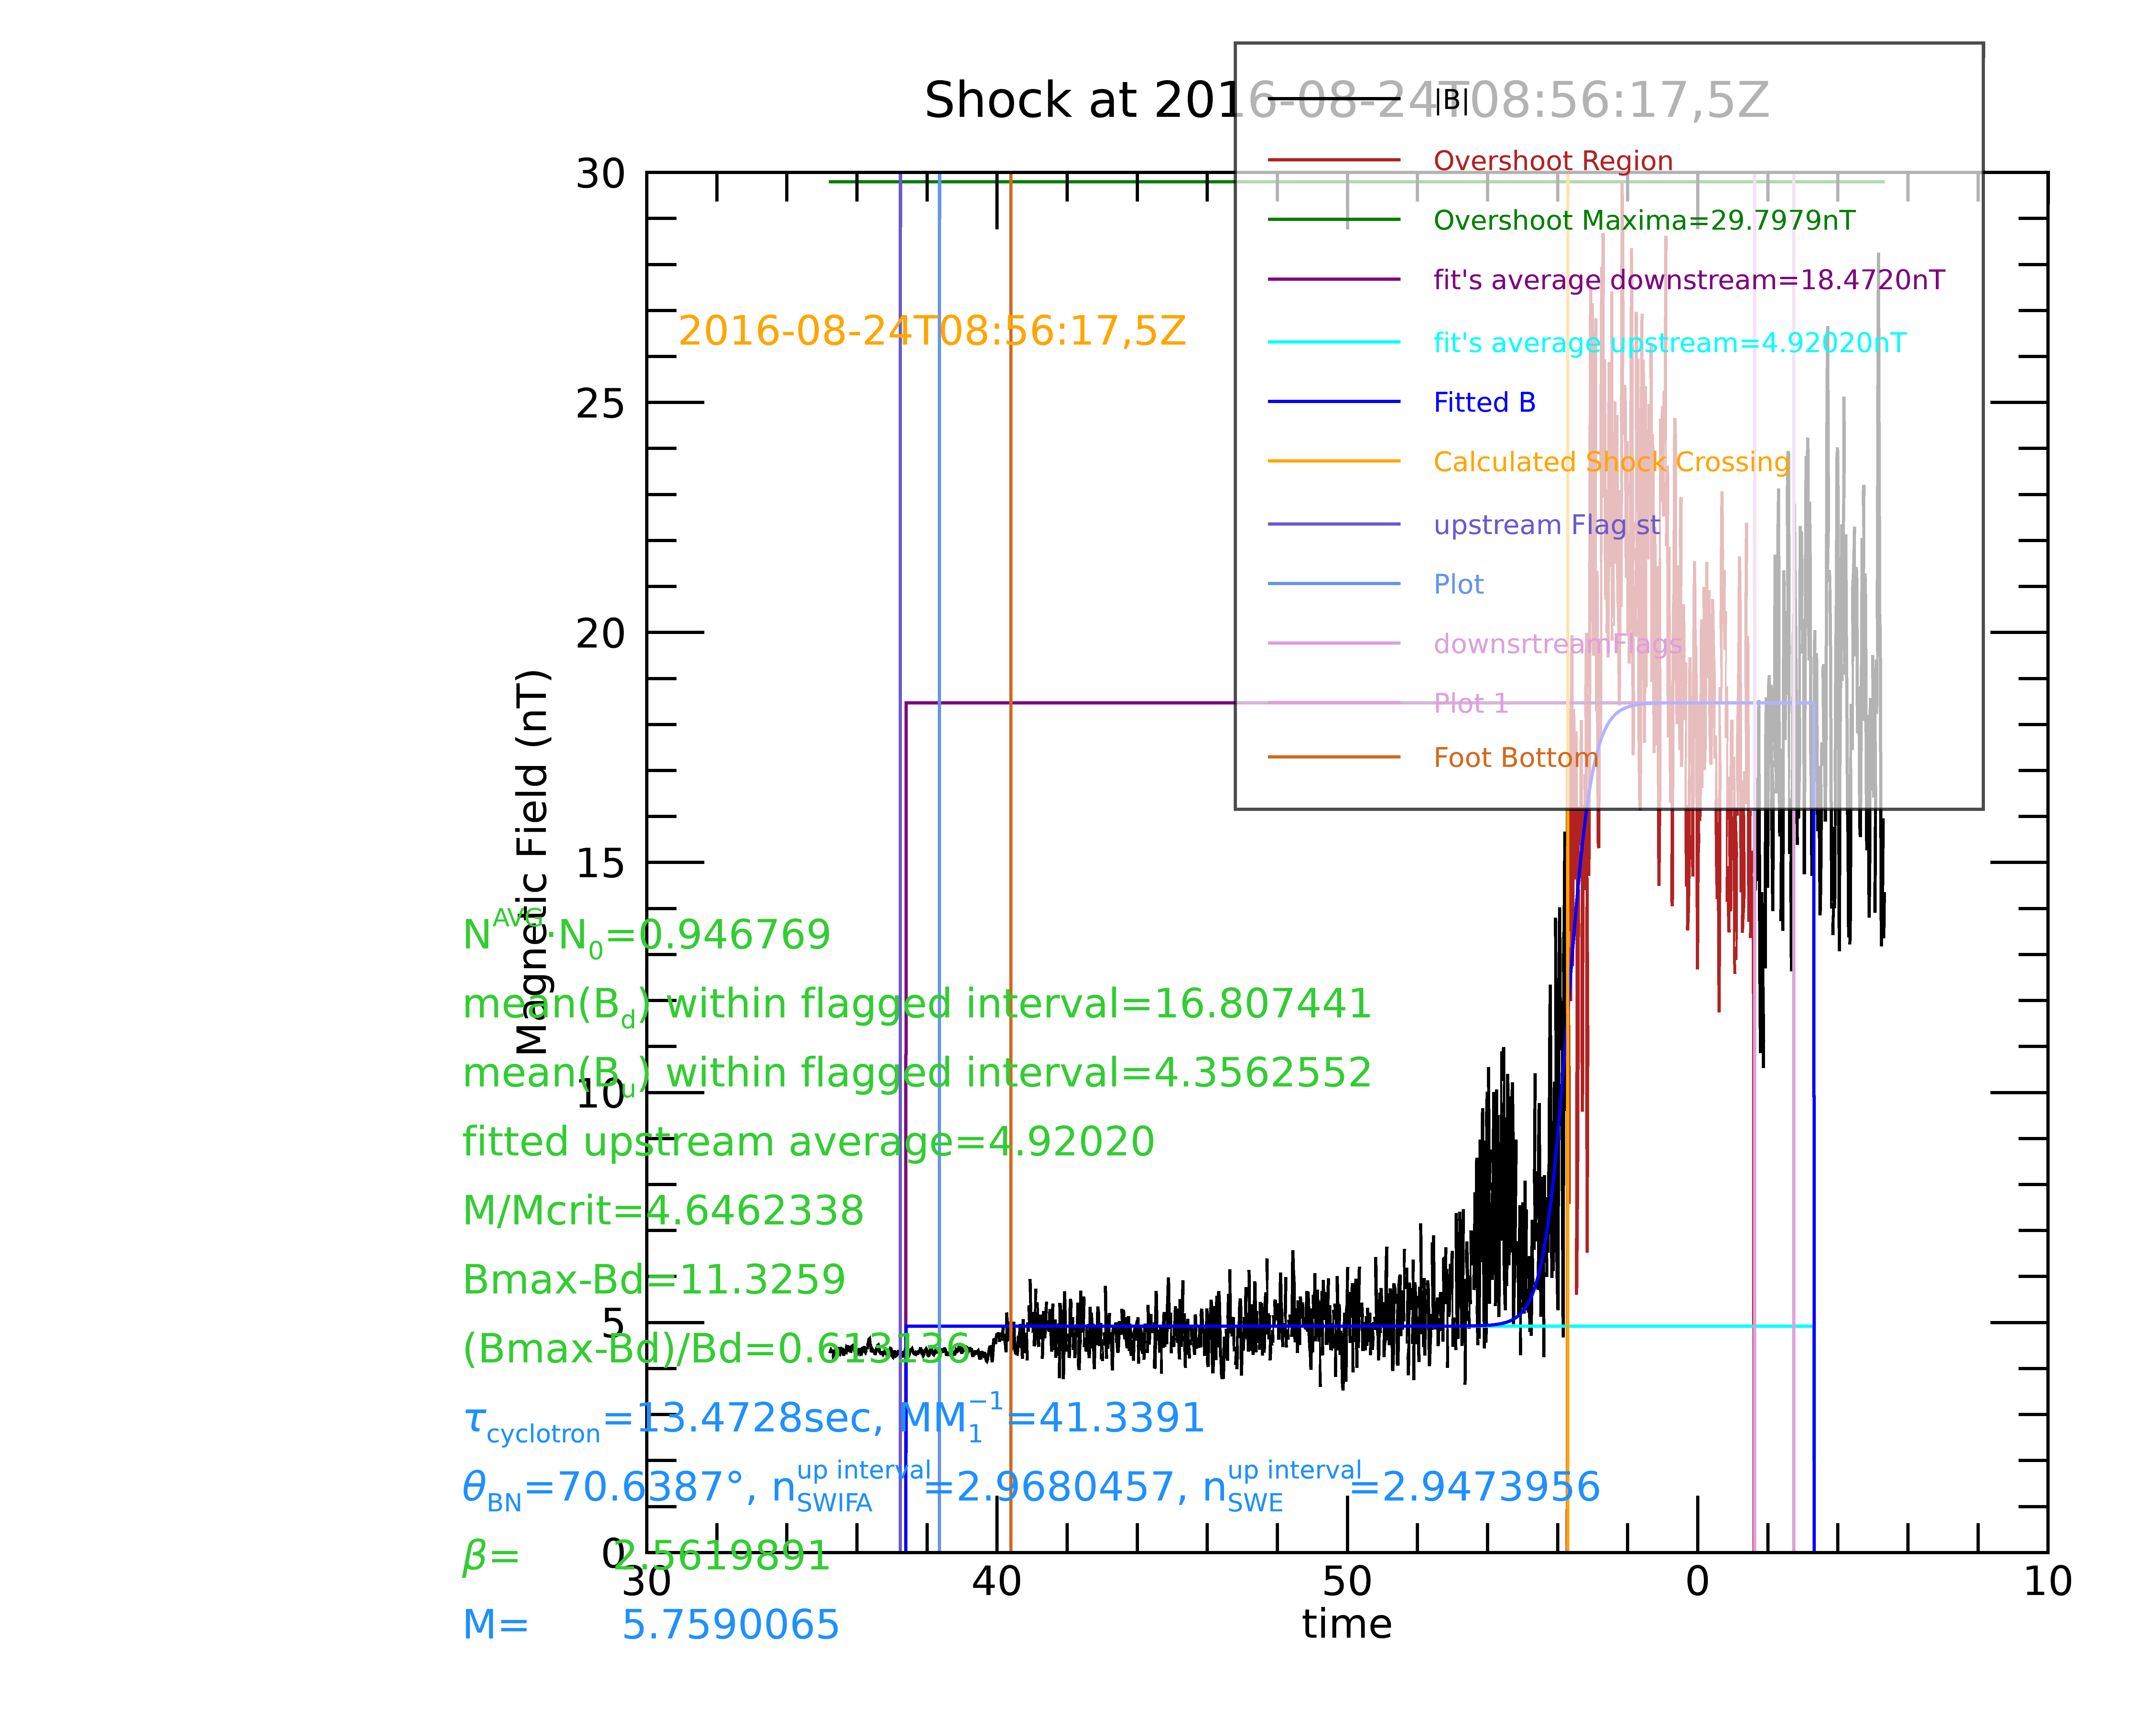 Shock at 2016-08-24T08:56:17,5Z
|B|
Overshoot Region
Overshoot Maxima=29.7979nT
fit's average downstream=18.4720nT
fit's average upstream=4.92020nT
Fitted B
Calculated Shock Crossing
upstream Flag st
Plot
downsrtreamFlags
Plot 1
Foot Bottom
2016-08-24T08:56:17,5Z
30
25
20
15
10
5
0
Magnetic Field (nT)
N^AVG·N_0=0.946769
mean(B_d) within flagged interval=16.807441
mean(B_u) within flagged interval=4.3562552
fitted upstream average=4.92020
M/Mcrit=4.6462338
Bmax-Bd=11.3259
(Bmax-Bd)/Bd=0.613136
τ_cyclotron=13.4728sec, MM_1^−1=41.3391
θ_BN=70.6387°, n_SWIFA^up interval=2.9680457, n_SWE^up interval=2.9473956
β= 2.5619891
M= 5.7590065
30 40 50 0 10
time